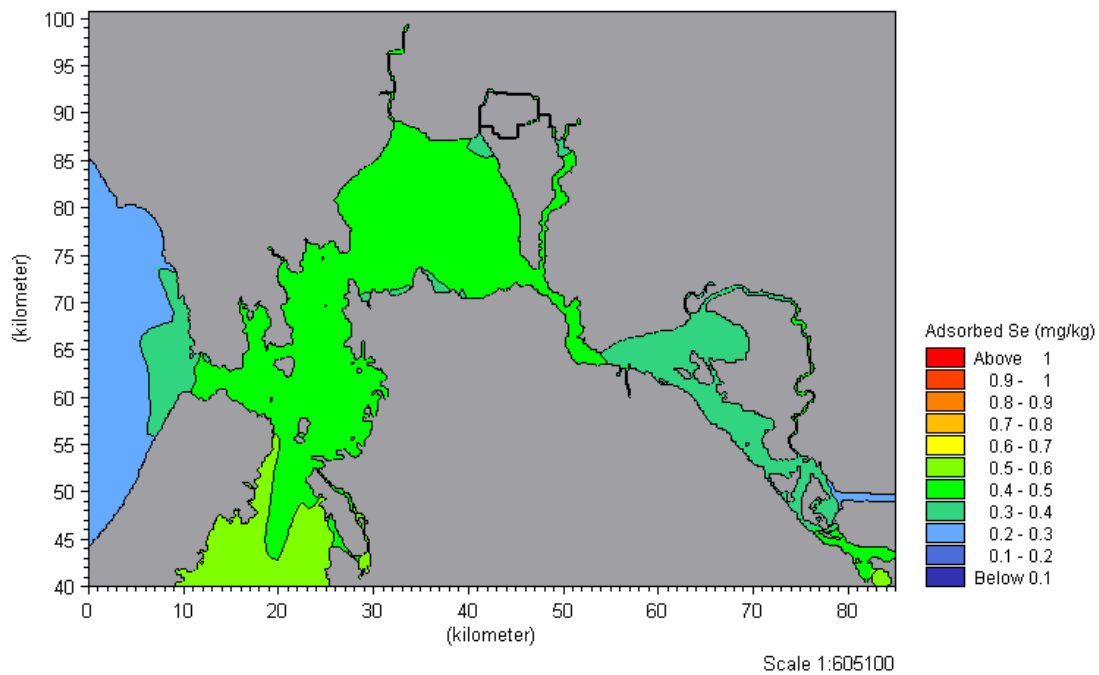 100
95
90
85
80
75
70
65
60
55
50
45
40
(kilometer)
0 10 20 30 40 50 60 70 80
(kilometer)
Adsorbed Se (mg/kg)
Above 1
0.9 - 1
0.8 - 0.9
0.7 - 0.8
0.6 - 0.7
0.5 - 0.6
0.4 - 0.5
0.3 - 0.4
0.2 - 0.3
0.1 - 0.2
Below 0.1
Scale 1:605100